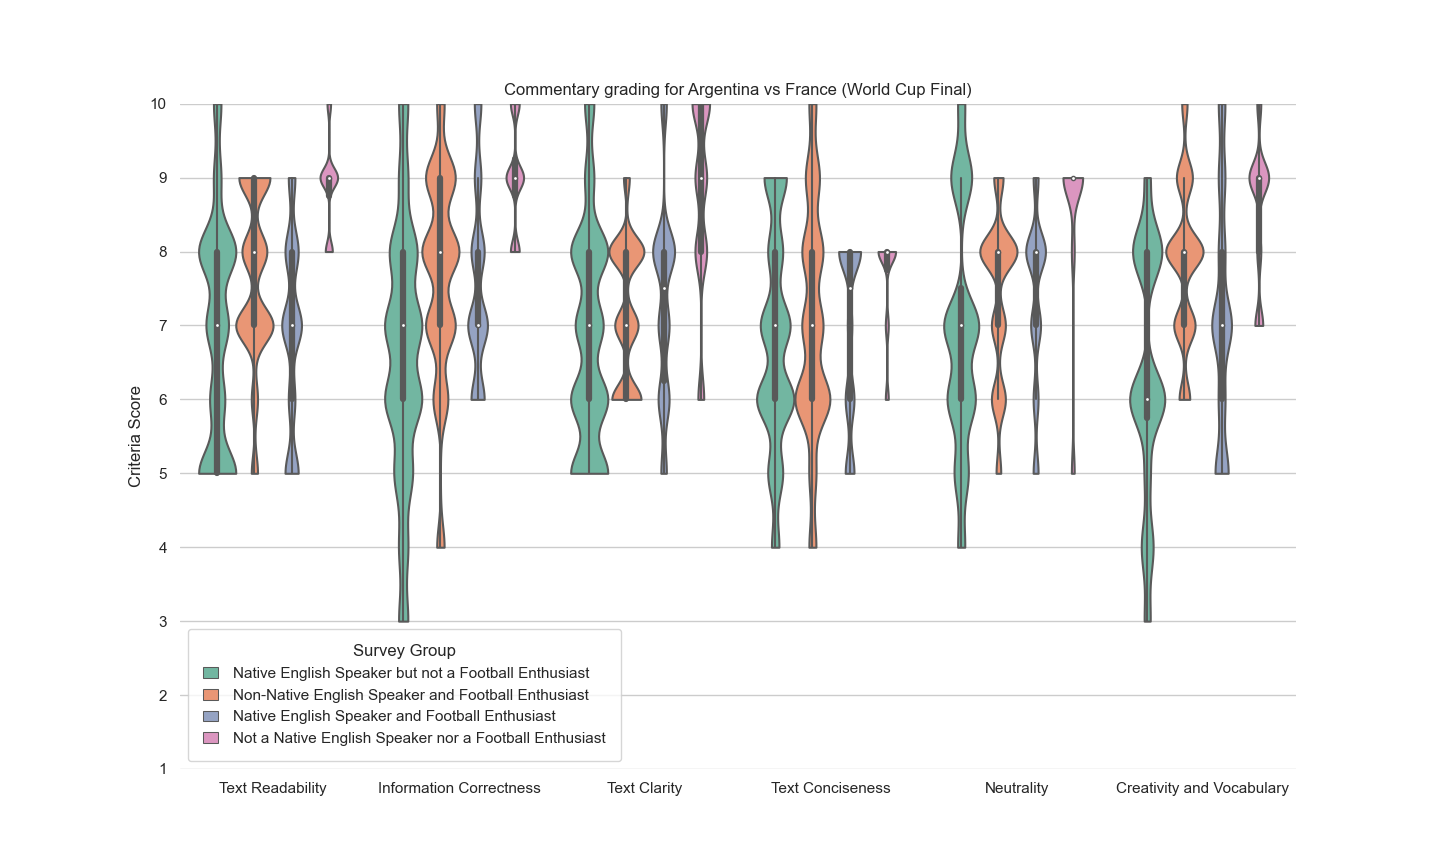 Commentary grading for Argentina vs France (World Cup Final)
10
9
8
7
6
5
4
3
2
1
Criteria Score
Survey Group
Native English Speaker but not a Football Enthusiast
Non-Native English Speaker and Football Enthusiast
Native English Speaker and Football Enthusiast
Not a Native English Speaker nor a Football Enthusiast
Text Readability
Information Correctness
Text Clarity
Text Conciseness
Neutrality
Creativity and Vocabulary